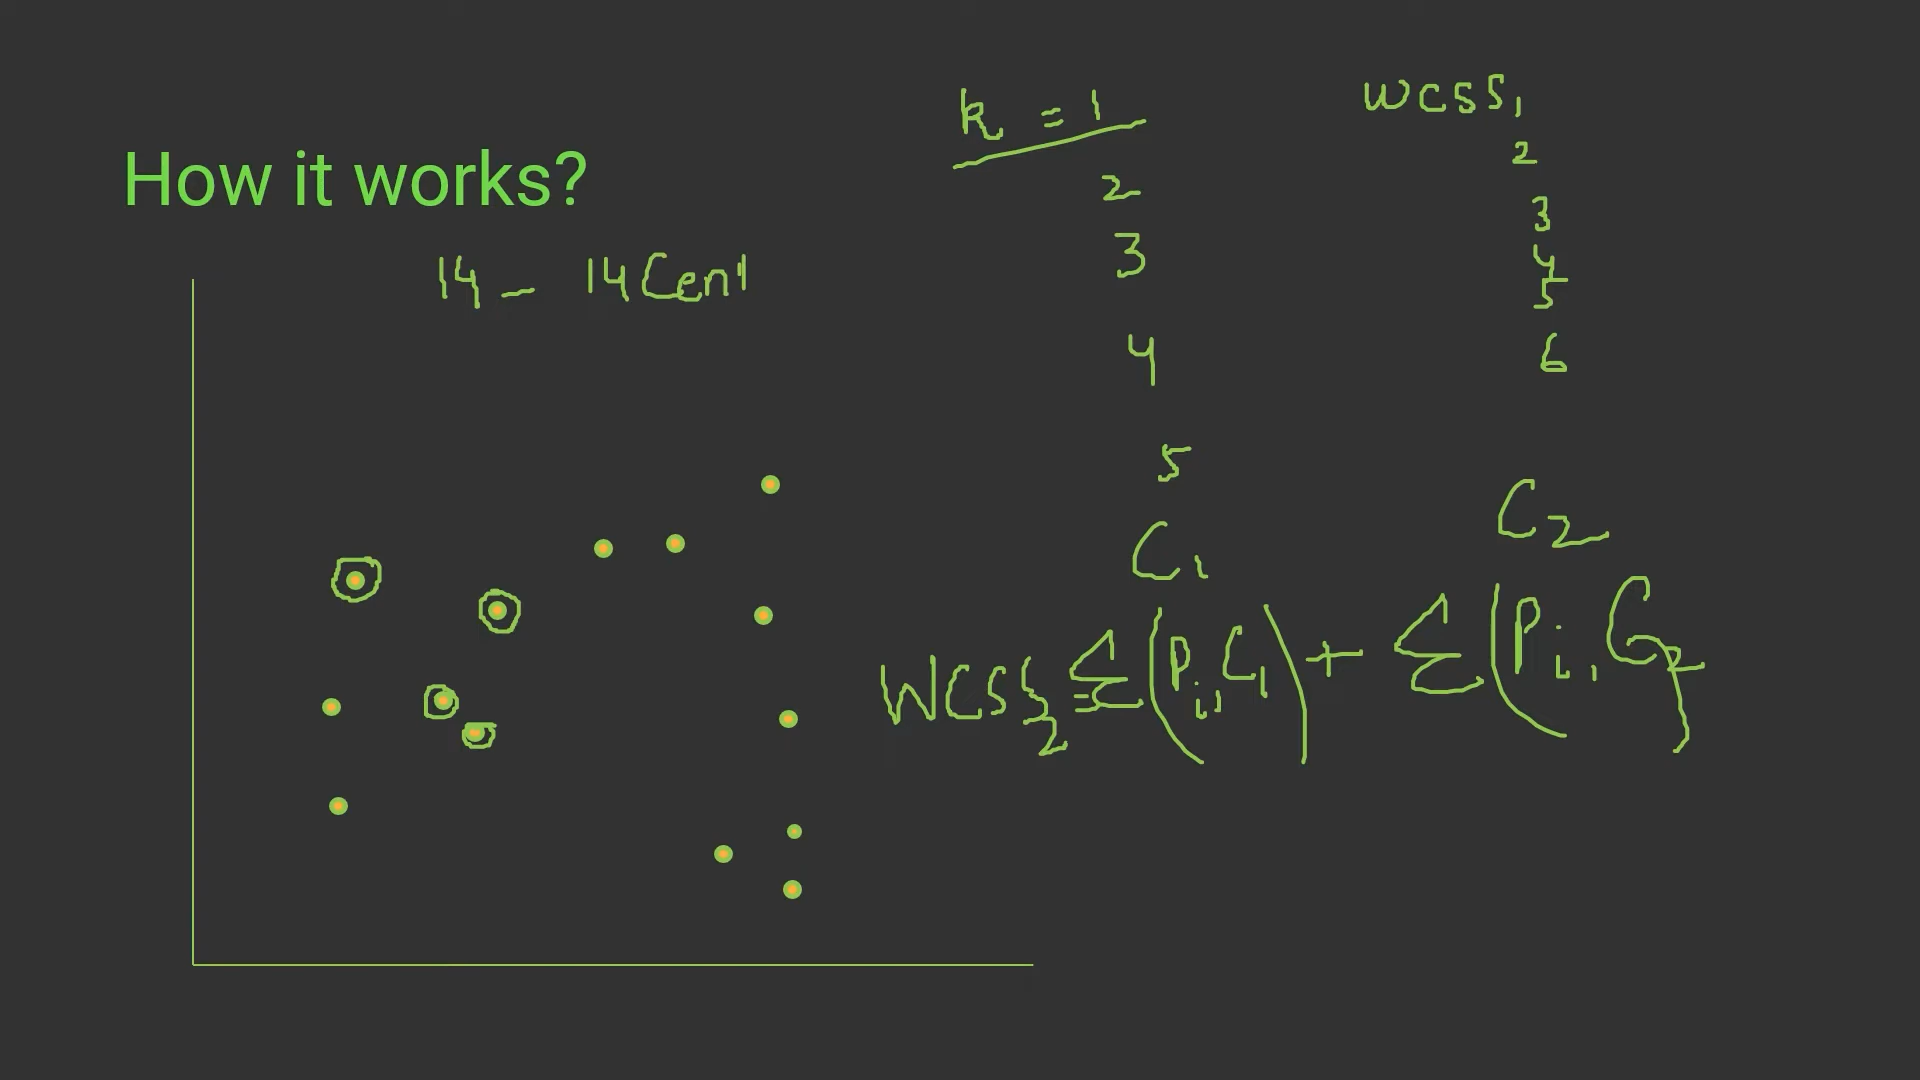 How it works?
14 - 14 Cent
k = 1
2
3
4
5
WCSS1
2
3
4
5
6
C1
C2
WCSS2 = Σ(Pi, C1) + Σ(Pi, C2)